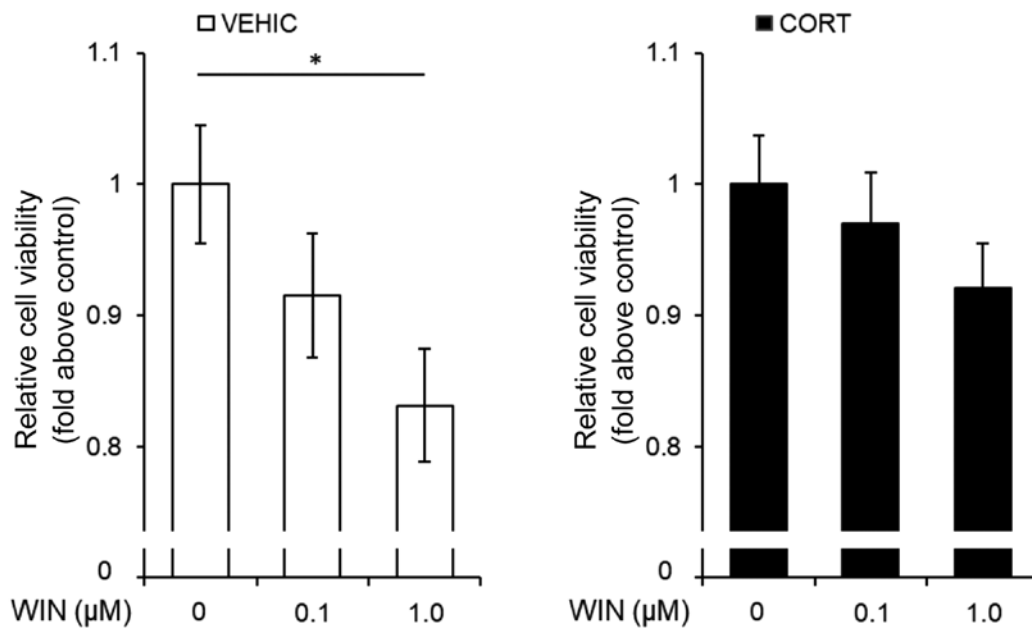 VEHIC
1.1
*
1
0.9
0.8
0
Relative cell viability
(fold above control)
WIN (µM) 0 0.1 1.0
CORT
1.1
1
0.9
0.8
0
Relative cell viability
(fold above control)
WIN (µM) 0 0.1 1.0